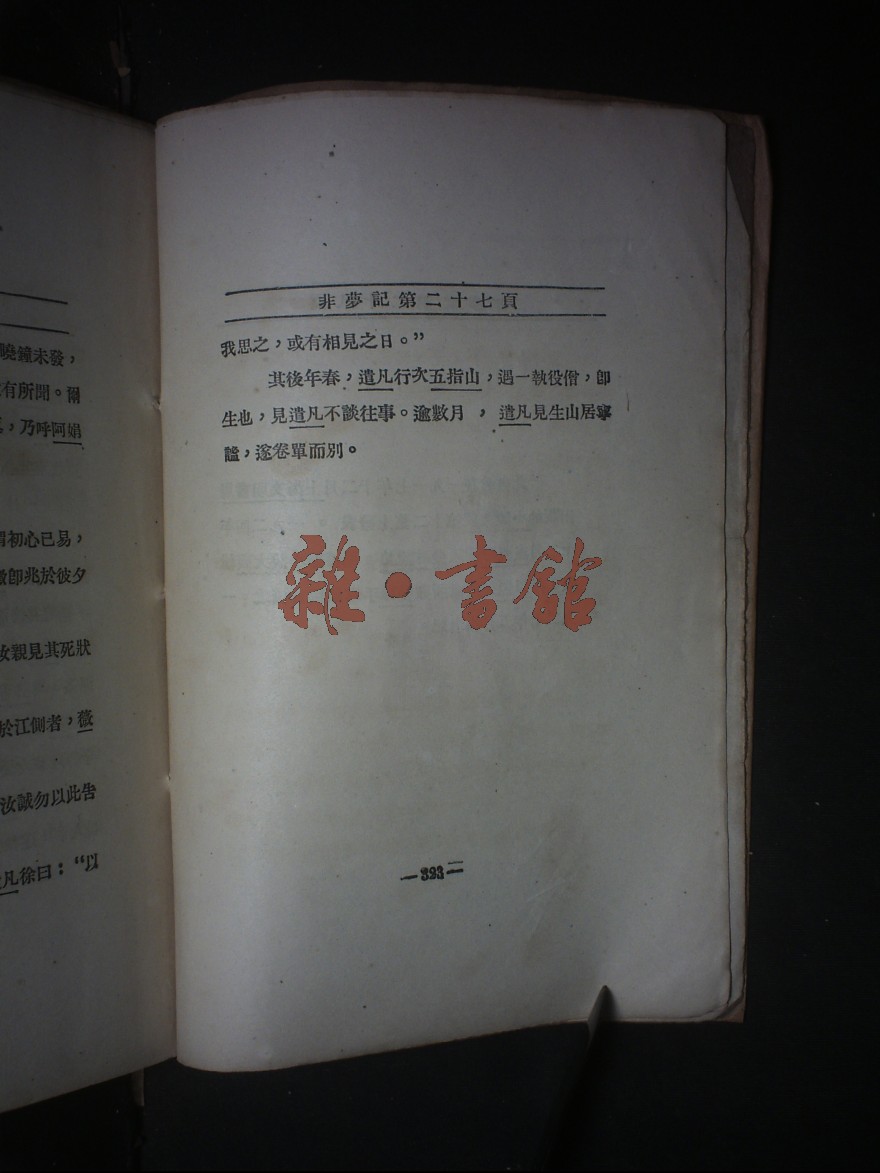 曉鐘未發,
有所聞。爾
,乃呼阿娟
初心已易,
卽兆於彼夕
汝親見其死狀
於江側者,薇
汝誡勿以此吿
凡徐曰:“以
非夢記第二十七頁
我思之,或有相見之日。”
其後年春,遣凡行次五指山,遇一執役僧,卽
生也,見遣凡不談往事。逾數月,遣凡見生山居寧
謐,遂卷單而別。
雜·書館
—323—